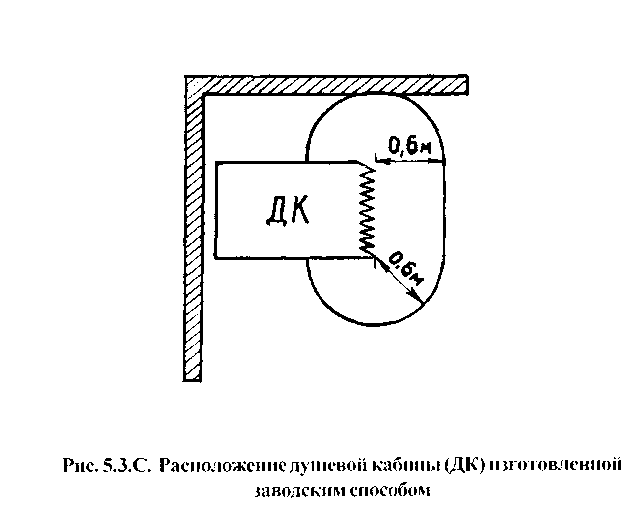 0,6м
ДК
0.6м
Рис. 5.3.С. Расположение душевой кабины (ДК) изготовленной
заводским способом